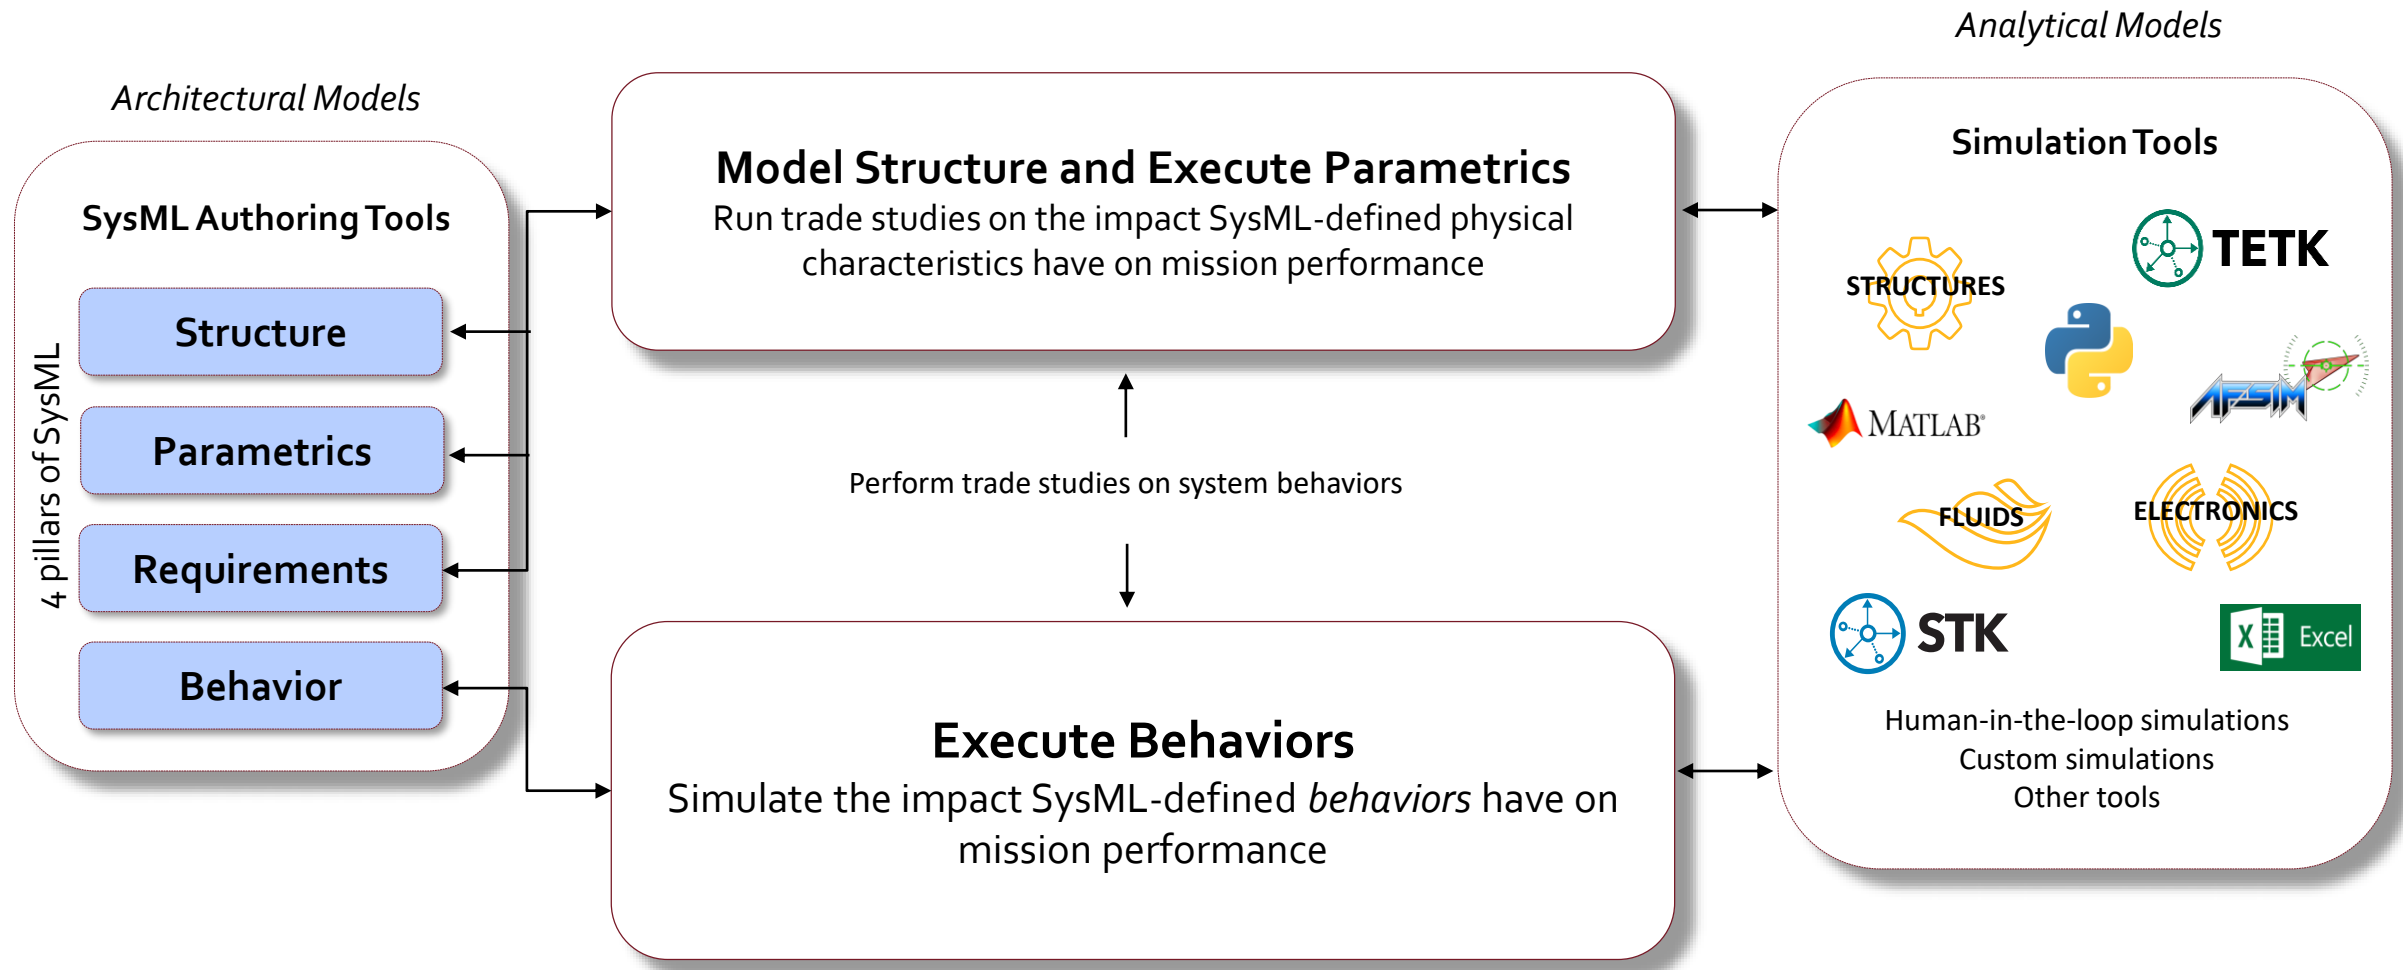 Architectural Models
SysML Authoring Tools
4 pillars of SysML
Structure
Parametrics
Requirements
Behavior
Model Structure and Execute Parametrics
Run trade studies on the impact SysML-defined physical
characteristics have on mission performance
Perform trade studies on system behaviors
Execute Behaviors
Simulate the impact SysML-defined behaviors have on
mission performance
Analytical Models
Simulation Tools
TETK
STRUCTURES
AFSIM
MATLAB®
FLUIDS
ELECTRONICS
STK
X Excel
Human-in-the-loop simulations
Custom simulations
Other tools